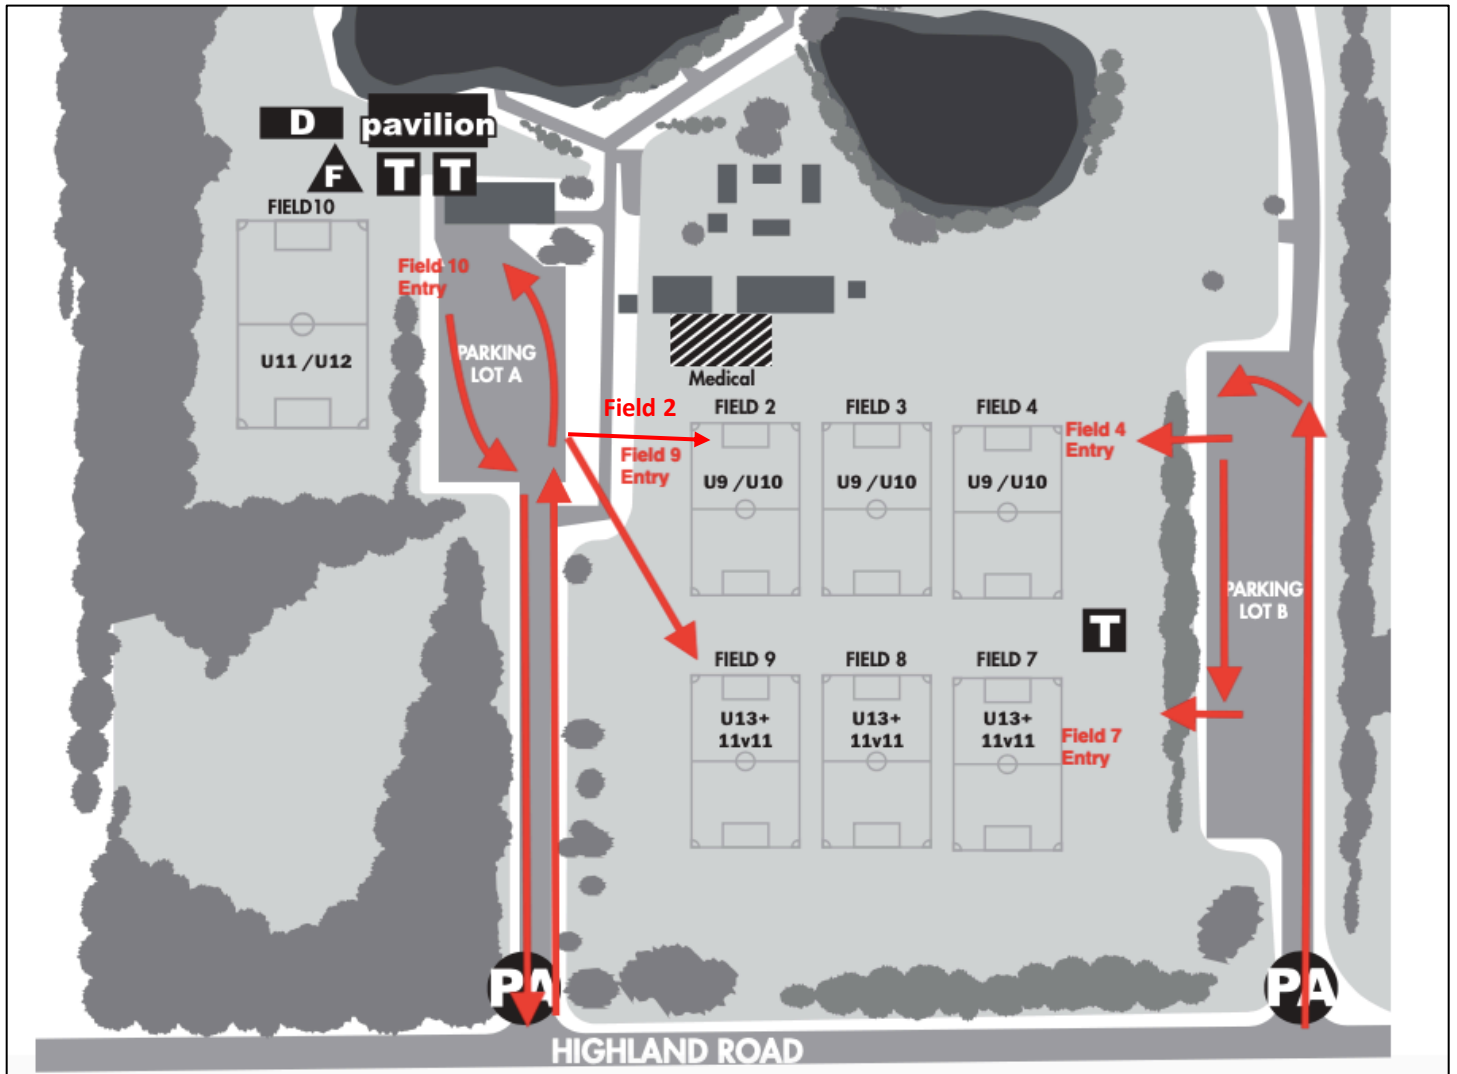 D
pavilion
F
T
T
FIELD10
Field 10
Entry
U11 /U12
PARKING
LOT A
Medical
Field 2
FIELD 2
FIELD 3
FIELD 4
Field 4
Entry
Field 9
Entry
U9 /U10
U9 /U10
U9 /U10
PARKING
LOT B
T
FIELD 9
FIELD 8
FIELD 7
U13+
11v11
U13+
11v11
U13+
11v11
Field 7
Entry
PA
PA
HIGHLAND ROAD